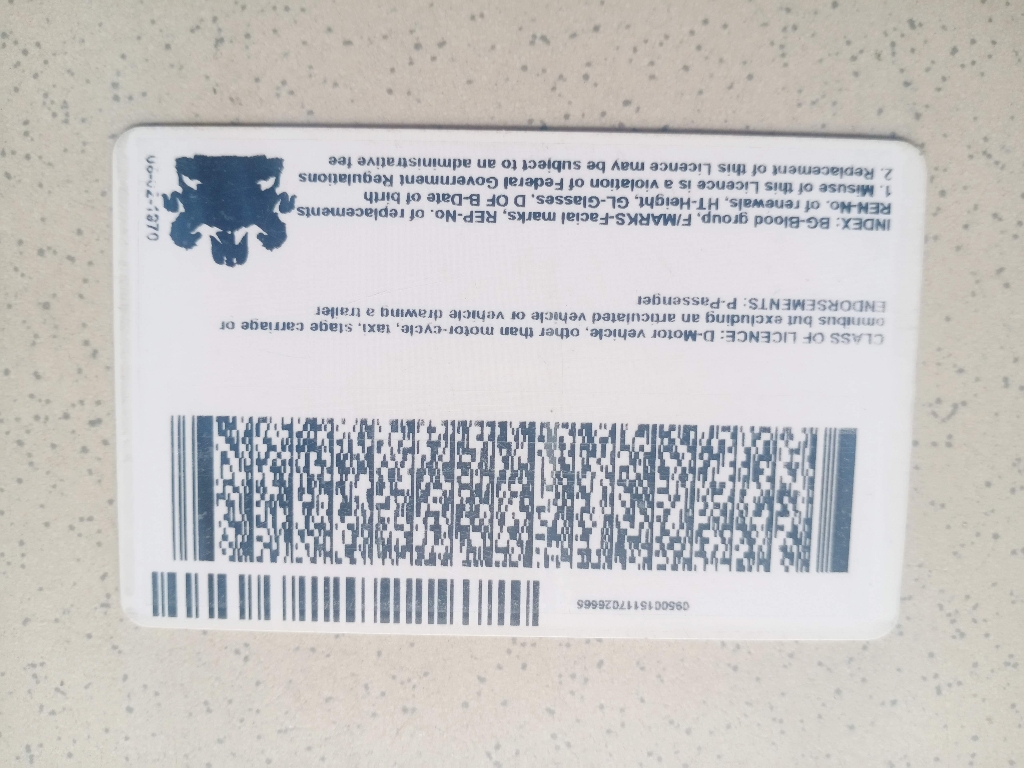 CLASS OF LICENCE: D-Motor vehicle, other than motor-cycle, taxi, stage carriage or
omnibus but excluding an articulated vehicle or vehicle drawing a trailer
ENDORSEMENTS: P-Passenger
INDEX: BG-Blood group, F/MARKS-Facial marks, REP-No. of replacements
REN-No. of renewals, HT-Height, GL-Glasses, D OF B-Date of birth
1. Misuse of this Licence is a violation of Federal Government Regulations
2. Replacement of this Licence may be subject to an administrative fee